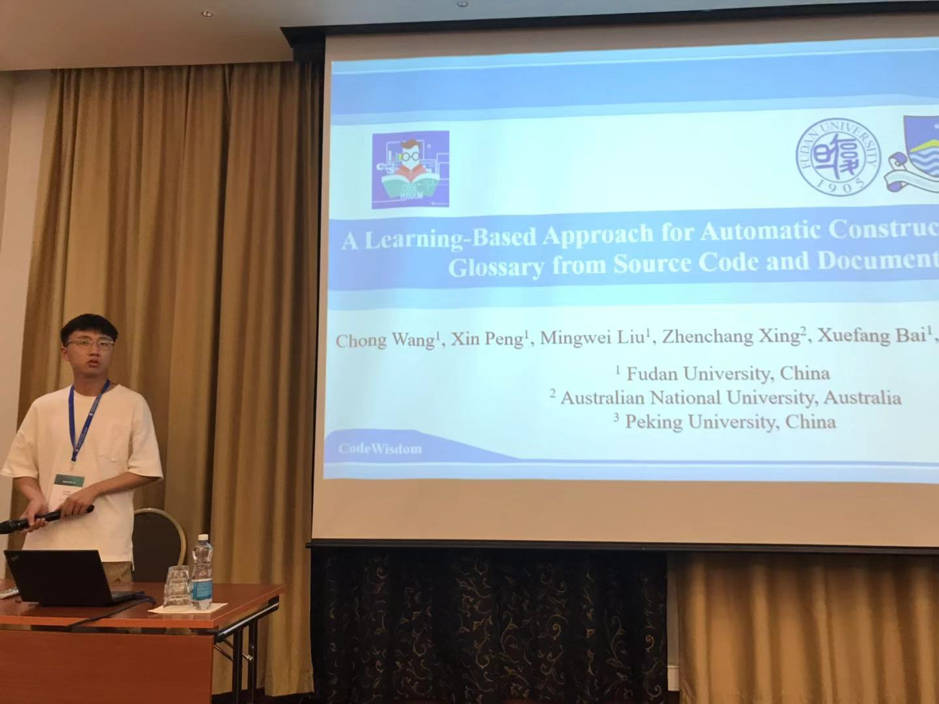 FUDAN UNIVERSITY
1905
A Learning-Based Approach for Automatic Construc
Glossary from Source Code and Document
Chong Wang¹, Xin Peng¹, Mingwei Liu¹, Zhenchang Xing², Xuefang Bai¹,
¹ Fudan University, China
² Australian National University, Australia
³ Peking University, China
CodeWisdom